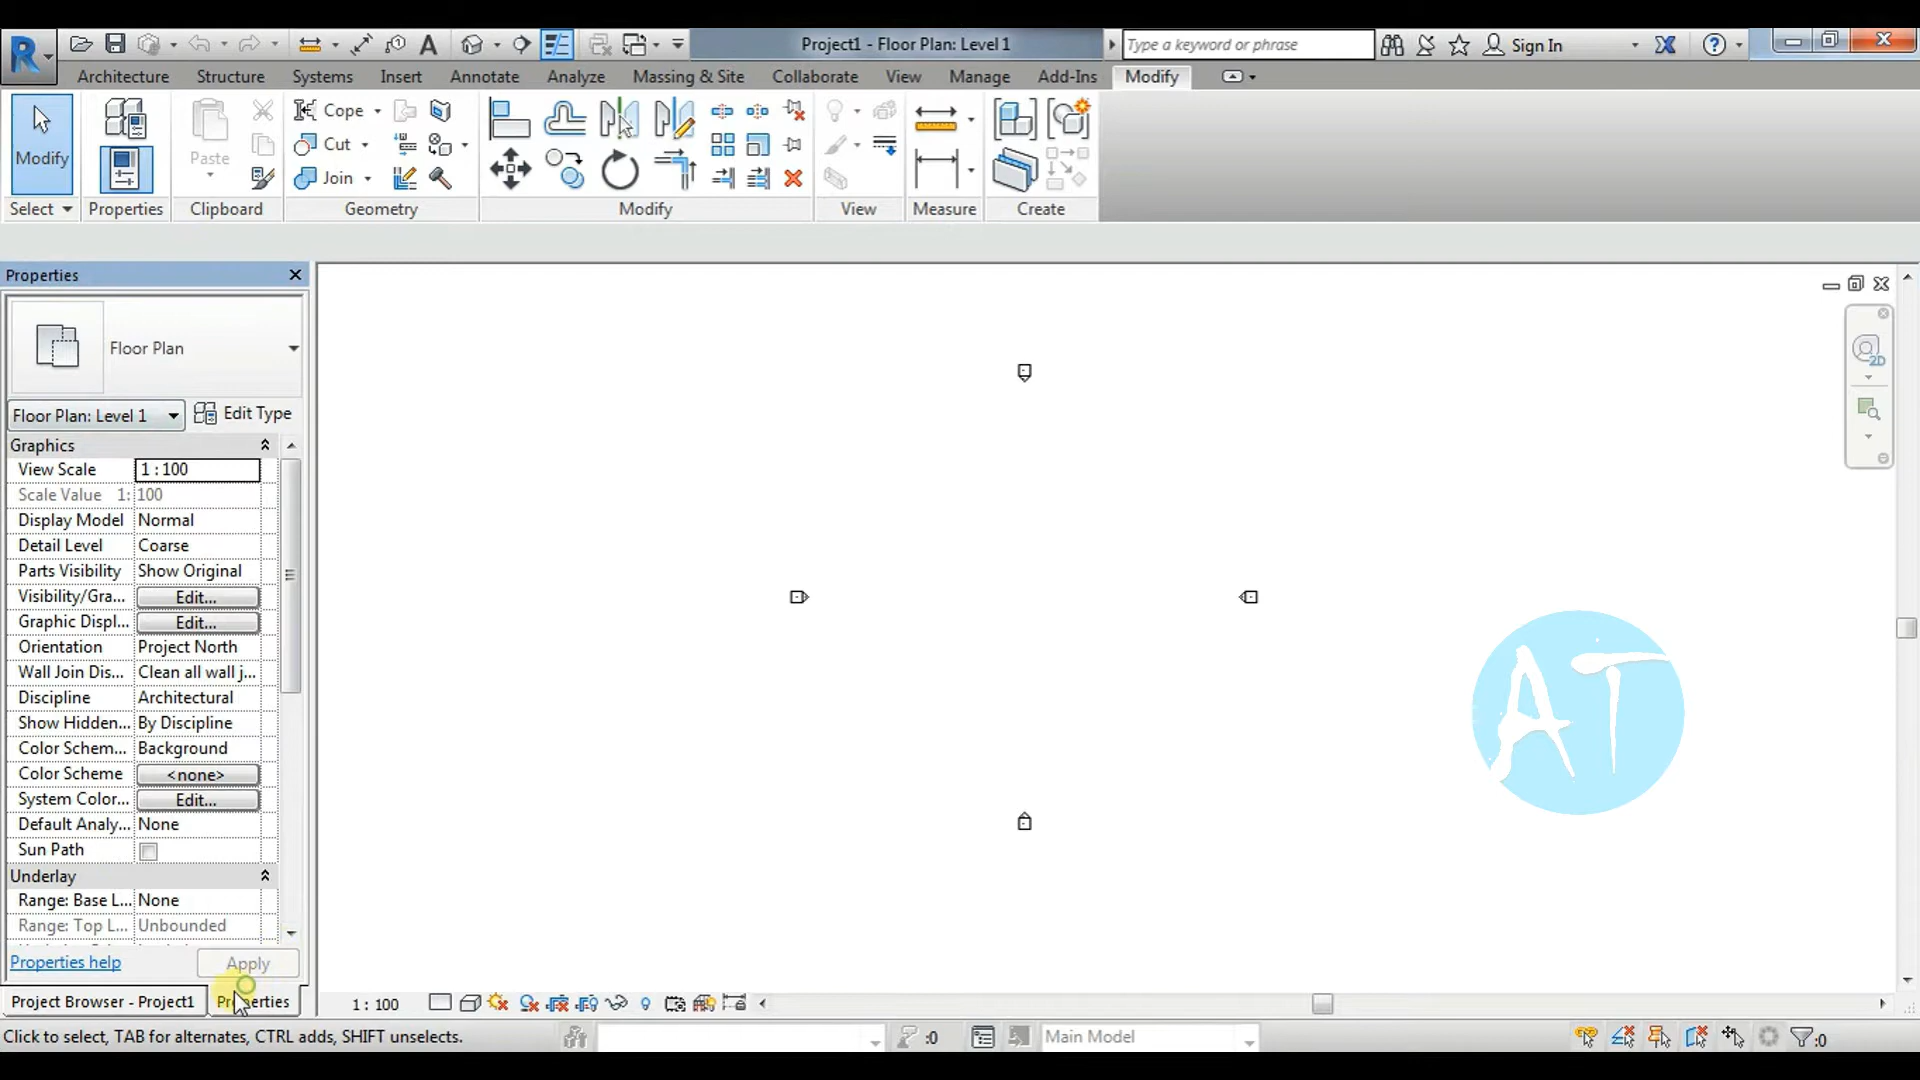 R
Project1 - Floor Plan: Level 1
Type a keyword or phrase
Sign In
Architecture
Structure
Systems
Insert
Annotate
Analyze
Massing & Site
Collaborate
View
Manage
Add-Ins
Modify
Modify
Paste
Cope
Cut
Join
Select
Properties
Clipboard
Geometry
Modify
View
Measure
Create
Properties
Floor Plan
Floor Plan: Level 1
Edit Type
Graphics
View Scale 1 : 100
Scale Value 1: 100
Display Model Normal
Detail Level Coarse
Parts Visibility Show Original
Visibility/Gra... Edit...
Graphic Displ... Edit...
Orientation Project North
Wall Join Dis... Clean all wall j...
Discipline Architectural
Show Hidden... By Discipline
Color Schem... Background
Color Scheme <none>
System Color... Edit...
Default Analy... None
Sun Path
Underlay
Range: Base L... None
Range: Top L... Unbounded
Properties help
Apply
Project Browser - Project1
Properties
1 : 100
Click to select, TAB for alternates, CTRL adds, SHIFT unselects.
:0
Main Model
:0
2D
AT